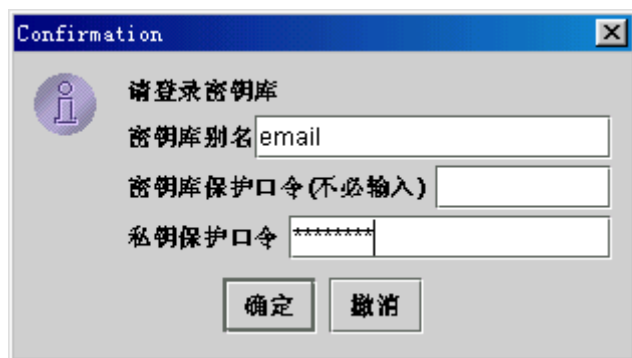 Confirmation
请登录密钥库
密钥库别名 email
密钥库保护口令(不必输入)
私钥保护口令 ********
确定 撤消